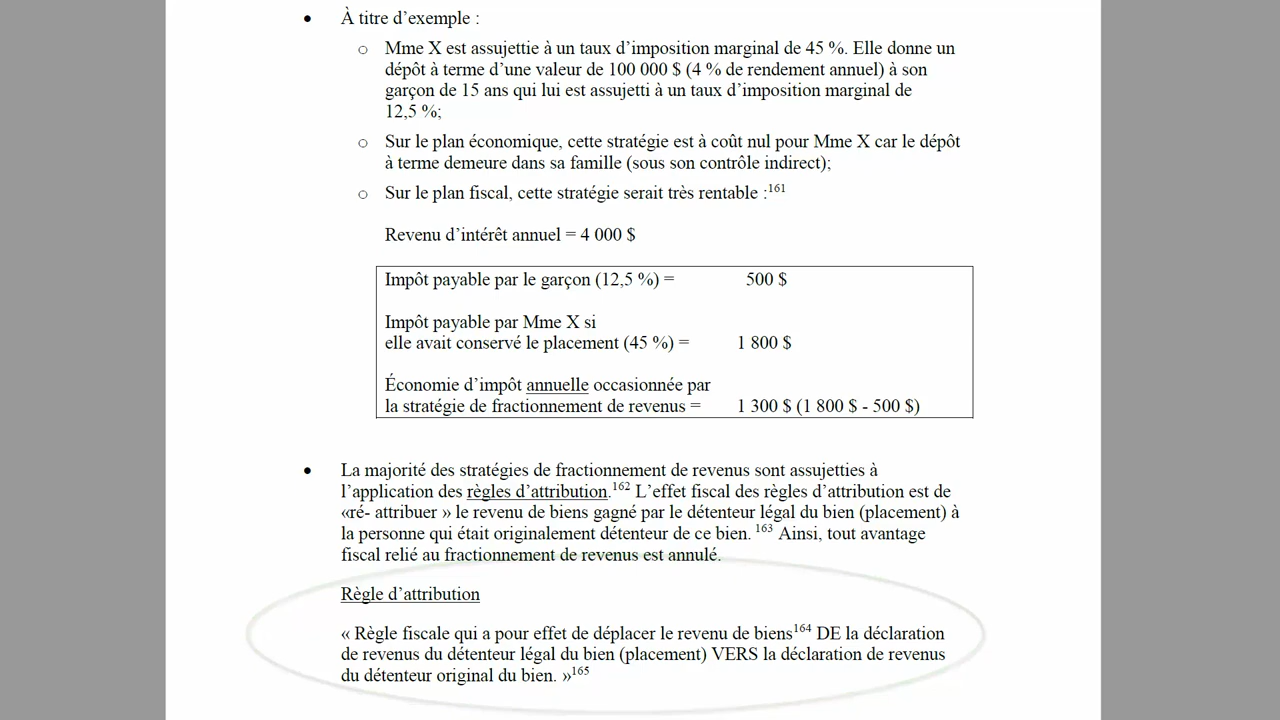 • À titre d’exemple :
o Mme X est assujettie à un taux d’imposition marginal de 45 %. Elle donne un
dépôt à terme d’une valeur de 100 000 $ (4 % de rendement annuel) à son
garçon de 15 ans qui lui est assujetti à un taux d’imposition marginal de
12,5 %;
o Sur le plan économique, cette stratégie est à coût nul pour Mme X car le dépôt
à terme demeure dans sa famille (sous son contrôle indirect);
o Sur le plan fiscal, cette stratégie serait très rentable :161
Revenu d’intérêt annuel = 4 000 $
Impôt payable par le garçon (12,5 %) = 500 $
Impôt payable par Mme X si
elle avait conservé le placement (45 %) = 1 800 $
Économie d’impôt annuelle occasionnée par
la stratégie de fractionnement de revenus = 1 300 $ (1 800 $ - 500 $)
• La majorité des stratégies de fractionnement de revenus sont assujetties à
l’application des règles d’attribution.162 L’effet fiscal des règles d’attribution est de
«ré- attribuer » le revenu de biens gagné par le détenteur légal du bien (placement) à
la personne qui était originalement détenteur de ce bien. 163 Ainsi, tout avantage
fiscal relié au fractionnement de revenus est annulé.
Règle d’attribution
« Règle fiscale qui a pour effet de déplacer le revenu de biens164 DE la déclaration
de revenus du détenteur légal du bien (placement) VERS la déclaration de revenus
du détenteur original du bien. »165